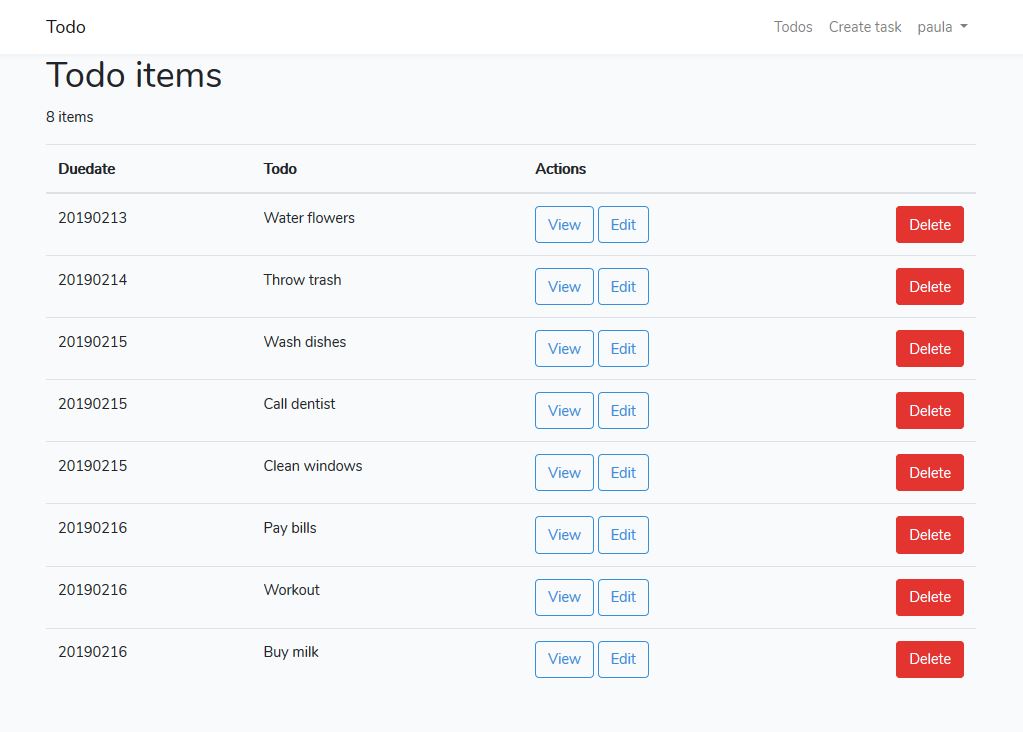 Todo Todos Create task paula
Todo items
8 items
Duedate Todo Actions
20190213 Water flowers View Edit Delete
20190214 Throw trash View Edit Delete
20190215 Wash dishes View Edit Delete
20190215 Call dentist View Edit Delete
20190215 Clean windows View Edit Delete
20190216 Pay bills View Edit Delete
20190216 Workout View Edit Delete
20190216 Buy milk View Edit Delete